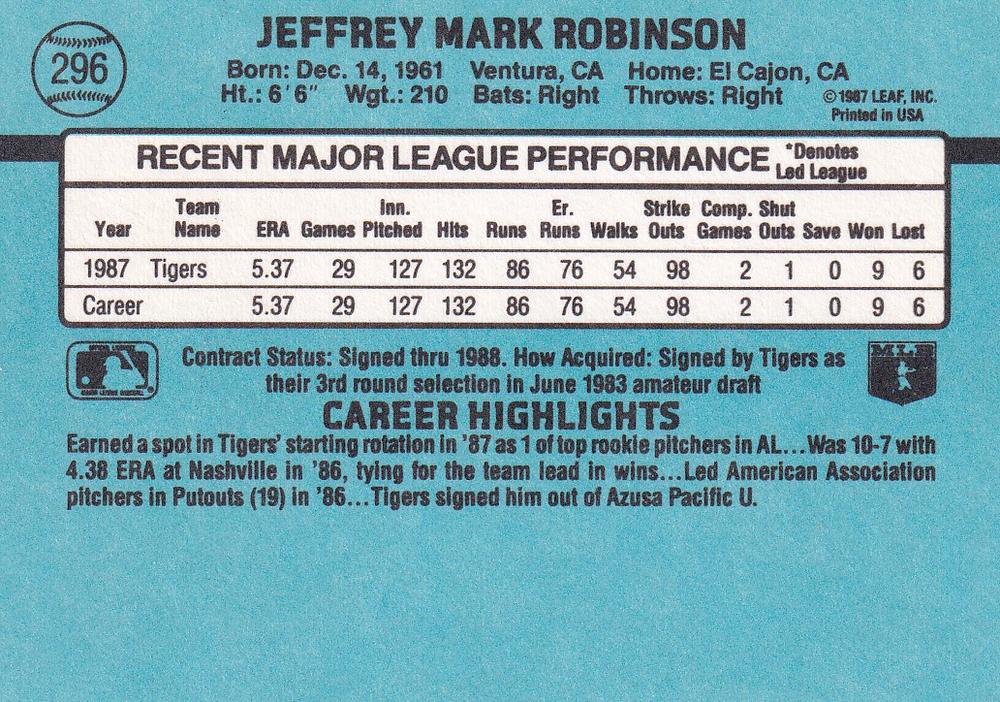 JEFFREY MARK ROBINSON
296
Born: Dec. 14, 1961 Ventura, CA Home: El Cajon, CA
Ht.: 6'6" Wgt.: 210 Bats: Right Throws: Right ©1987 LEAF, INC.
Printed in USA
RECENT MAJOR LEAGUE PERFORMANCE *Denotes Led League
Year Team Name ERA Games Inn. Pitched Hits Runs Er. Runs Walks Strike Outs Comp. Games Shut Outs Save Won Lost
1987 Tigers 5.37 29 127 132 86 76 54 98 2 1 0 9 6
Career 5.37 29 127 132 86 76 54 98 2 1 0 9 6
Contract Status: Signed thru 1988. How Acquired: Signed by Tigers as
their 3rd round selection in June 1983 amateur draft
MLB
CAREER HIGHLIGHTS
Earned a spot in Tigers' starting rotation in '87 as 1 of top rookie pitchers in AL...Was 10-7 with
4.38 ERA at Nashville in '86, tying for the team lead in wins...Led American Association
pitchers in Putouts (19) in '86...Tigers signed him out of Azusa Pacific U.